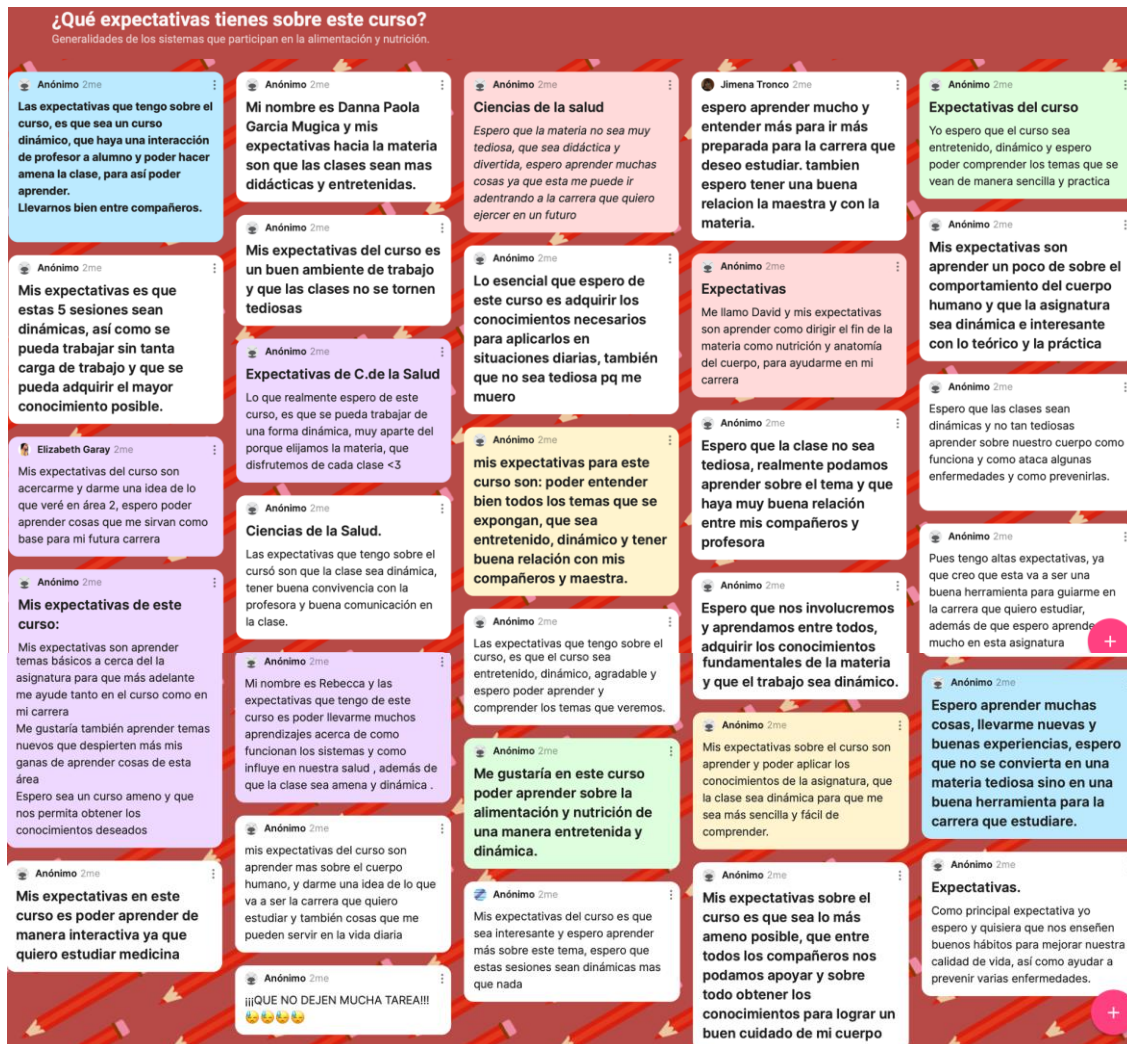 ¿Qué expectativas tienes sobre este curso?
Generalidades de los sistemas que participan en la alimentación y nutrición.
Anónimo 2me
Las expectativas que tengo sobre el
curso, es que sea un curso
dinámico, que haya una interacción
de profesor a alumno y poder hacer
amena la clase, para así poder
aprender.
Llevarnos bien entre compañeros.
Anónimo 2me
Mis expectativas es que
estas 5 sesiones sean
dinámicas, así como se
pueda trabajar sin tanta
carga de trabajo y que se
pueda adquirir el mayor
conocimiento posible.
Elizabeth Garay 2me
Mis expectativas del curso son
acercarme y darme una idea de lo
que veré en área 2, espero poder
aprender cosas que me sirvan como
base para mi futura carrera
Anónimo 2me
Mis expectativas de este
curso:
Mis expectativas son aprender
temas básicos a cerca del la
asignatura para que más adelante
me ayude tanto en el curso como en
mi carrera
Me gustaría también aprender temas
nuevos que despierten más mis
ganas de aprender cosas de esta
área
Espero sea un curso ameno y que
nos permita obtener los
conocimientos deseados
Anónimo 2me
Mis expectativas en este
curso es poder aprender de
manera interactiva ya que
quiero estudiar medicina
Anónimo 2me
Mi nombre es Danna Paola
Garcia Mugica y mis
expectativas hacia la materia
son que las clases sean mas
didácticas y entretenidas.
Anónimo 2me
Mis expectativas del curso es
un buen ambiente de trabajo
y que las clases no se tornen
tediosas
Anónimo 2me
Expectativas de C.de la Salud
Lo que realmente espero de este
curso, es que se pueda trabajar de
una forma dinámica, muy aparte del
porque elijamos la materia, que
disfrutemos de cada clase <3
Anónimo 2me
Ciencias de la Salud.
Las expectativas que tengo sobre el
cursó son que la clase sea dinámica,
tener buena convivencia con la
profesora y buena comunicación en
la clase.
Anónimo 2me
Mi nombre es Rebecca y las
expectativas que tengo de este
curso es poder llevarme muchos
aprendizajes acerca de como
funcionan los sistemas y como
influye en nuestra salud , además de
que la clase sea amena y dinámica .
Anónimo 2me
mis expectativas del curso son
aprender mas sobre el cuerpo
humano, y darme una idea de lo que
va a ser la carrera que quiero
estudiar y también cosas que me
pueden servir en la vida diaria
Anónimo 2me
¡¡¡QUE NO DEJEN MUCHA TAREA!!!
😓😓😓😓
Anónimo 2me
Ciencias de la salud
Espero que la materia no sea muy
tediosa, que sea didáctica y
divertida, espero aprender muchas
cosas ya que esta me puede ir
adentrando a la carrera que quiero
ejercer en un futuro
Anónimo 2me
Lo esencial que espero de
este curso es adquirir los
conocimientos necesarios
para aplicarlos en
situaciones diarias, también
que no sea tediosa pq me
muero
Anónimo 2me
mis expectativas para este
curso son: poder entender
bien todos los temas que se
expongan, que sea
entretenido, dinámico y tener
buena relación con mis
compañeros y maestra.
Anónimo 2me
Las expectativas que tengo sobre el
curso, es que el curso sea
entretenido, dinámico, agradable y
espero poder aprender y
comprender los temas que veremos.
Anónimo 2me
Me gustaría en este curso
poder aprender sobre la
alimentación y nutrición de
una manera entretenida y
dinámica.
Anónimo 2me
Mis expectativas del curso es que
sea interesante y espero aprender
más sobre este tema, espero que
estas sesiones sean dinámicas mas
que nada
Jimena Tronco 2me
espero aprender mucho y
entender más para ir más
preparada para la carrera que
deseo estudiar. tambien
espero tener una buena
relacion la maestra y con la
materia.
Anónimo 2me
Expectativas
Me llamo David y mis expectativas
son aprender como dirigir el fin de la
materia como nutrición y anatomía
del cuerpo, para ayudarme en mi
carrera
Anónimo 2me
Espero que la clase no sea
tediosa, realmente podamos
aprender sobre el tema y que
haya muy buena relación
entre mis compañeros y
profesora
Anónimo 2me
Espero que nos involucremos
y aprendamos entre todos,
adquirir los conocimientos
fundamentales de la materia
y que el trabajo sea dinámico.
Anónimo 2me
Mis expectativas sobre el curso son
aprender y poder aplicar los
conocimientos de la asignatura, que
la clase sea dinámica para que me
sea más sencilla y fácil de
comprender.
Anónimo 2me
Mis expectativas sobre el
curso es que sea lo más
ameno posible, que entre
todos los compañeros nos
podamos apoyar y sobre
todo obtener los
conocimientos para lograr un
buen cuidado de mi cuerpo
Anónimo 2me
Expectativas del curso
Yo espero que el curso sea
entretenido, dinámico y espero
poder comprender los temas que se
vean de manera sencilla y practica
Anónimo 2me
Mis expectativas son
aprender un poco de sobre el
comportamiento del cuerpo
humano y que la asignatura
sea dinámica e interesante
con lo teórico y la práctica
Anónimo 2me
Espero que las clases sean
dinámicas y no tan tediosas
aprender sobre nuestro cuerpo como
funciona y como ataca algunas
enfermedades y como prevenirlas.
Anónimo 2me
Pues tengo altas expectativas, ya
que creo que esta va a ser una
buena herramienta para guiarme en
la carrera que quiero estudiar,
además de que espero aprende
mucho en esta asignatura
Anónimo 2me
Espero aprender muchas
cosas, llevarme nuevas y
buenas experiencias, espero
que no se convierta en una
materia tediosa sino en una
buena herramienta para la
carrera que estudiare.
Anónimo 2me
Expectativas.
Como principal expectativa yo
espero y quisiera que nos enseñen
buenos hábitos para mejorar nuestra
calidad de vida, así como ayudar a
prevenir varias enfermedades.